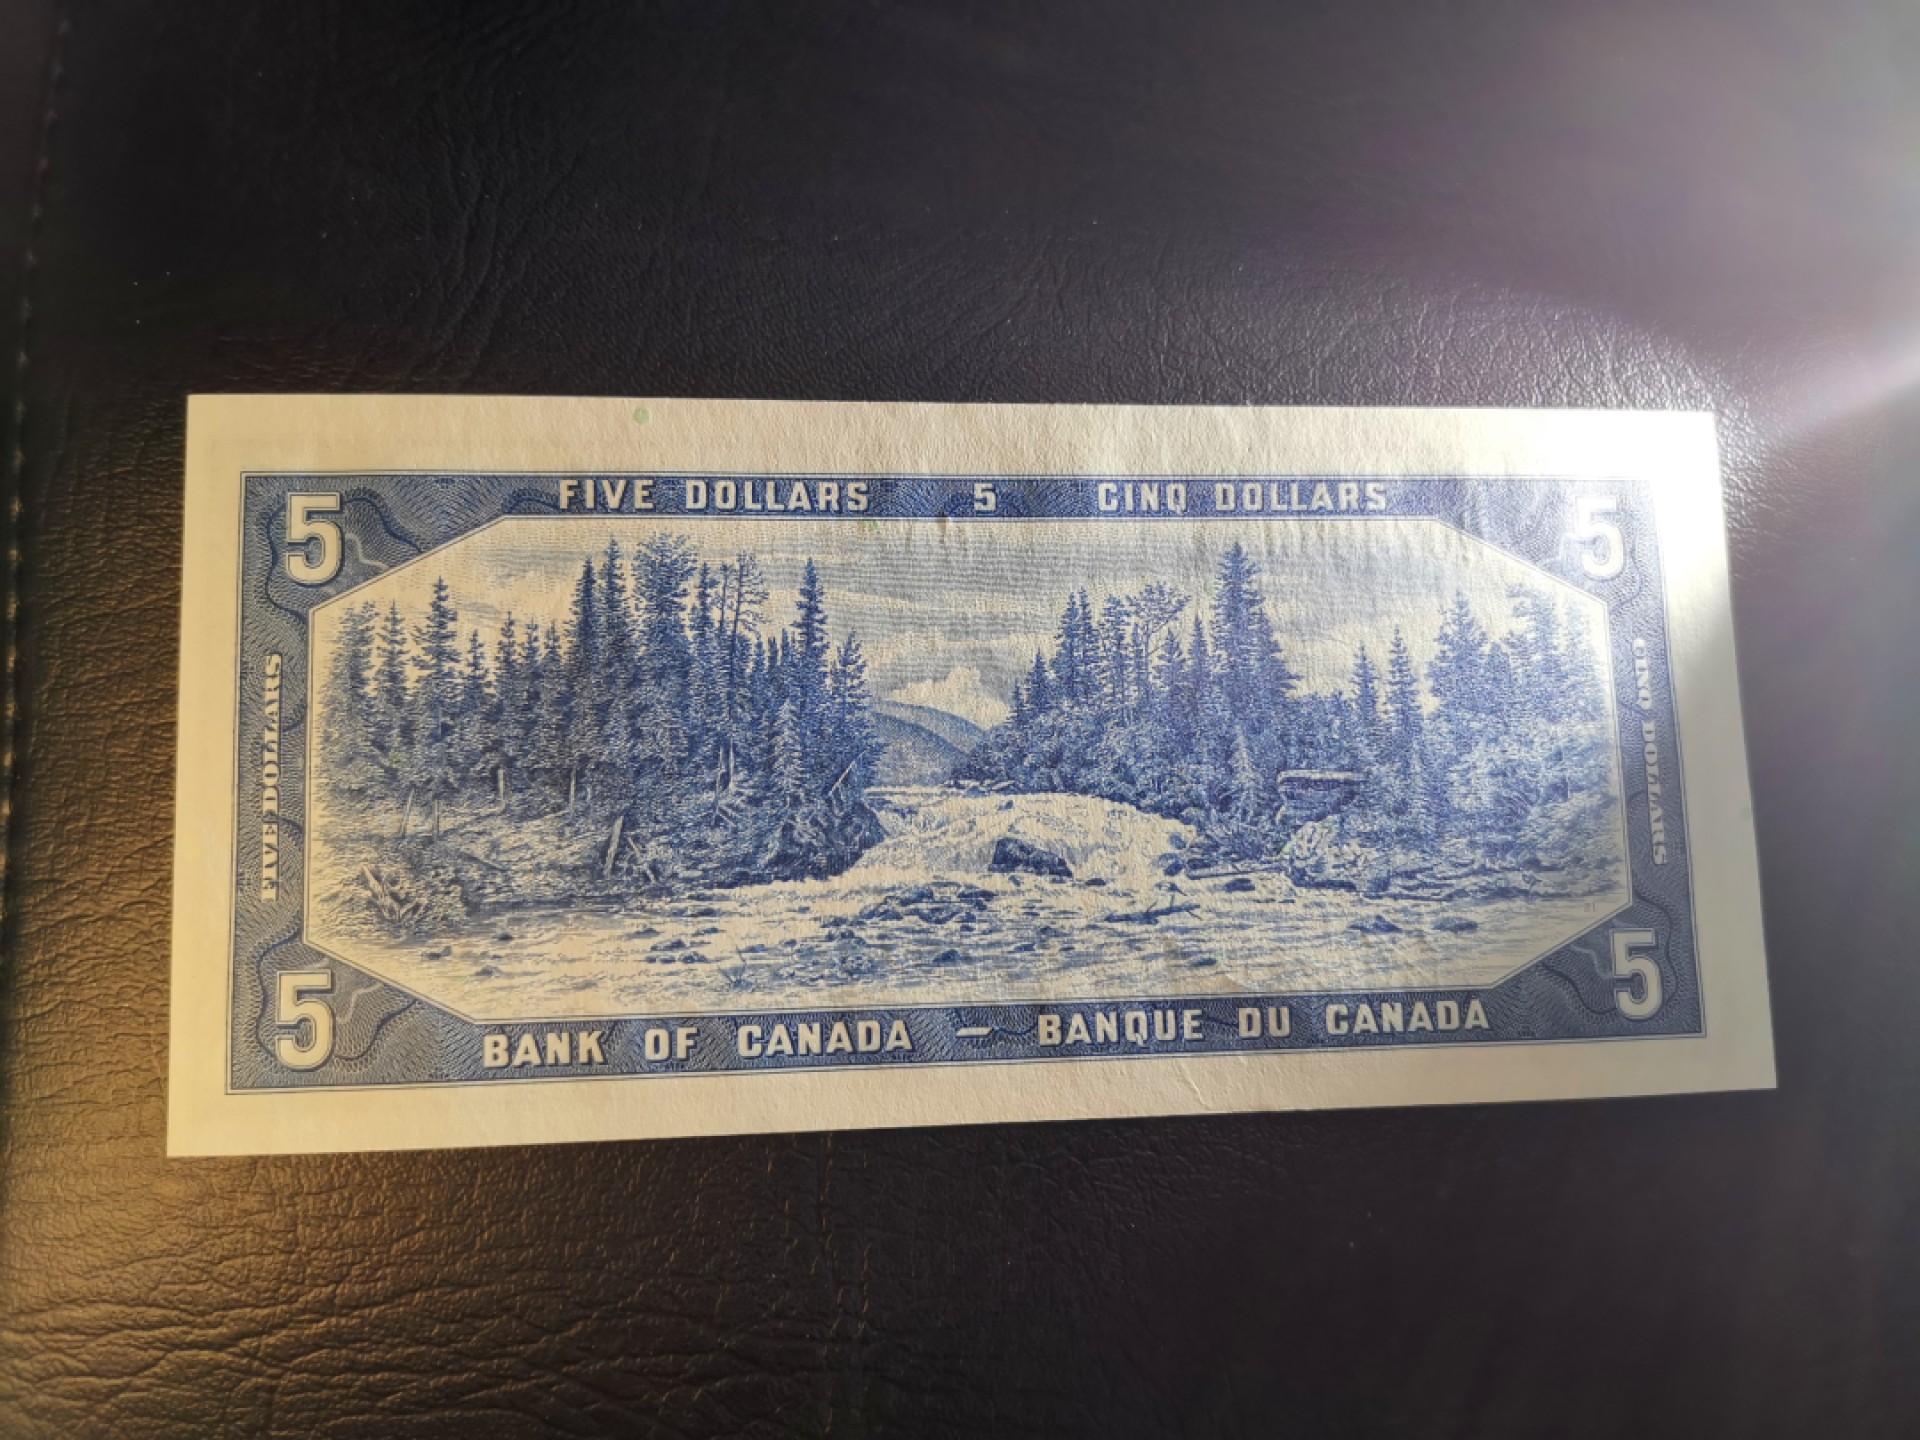 FIVE DOLLARS 5 CINQ DOLLARS
5 5
FIVE DOLLARS
CINQ DOLLARS
5 5
BANK OF CANADA – BANQUE DU CANADA